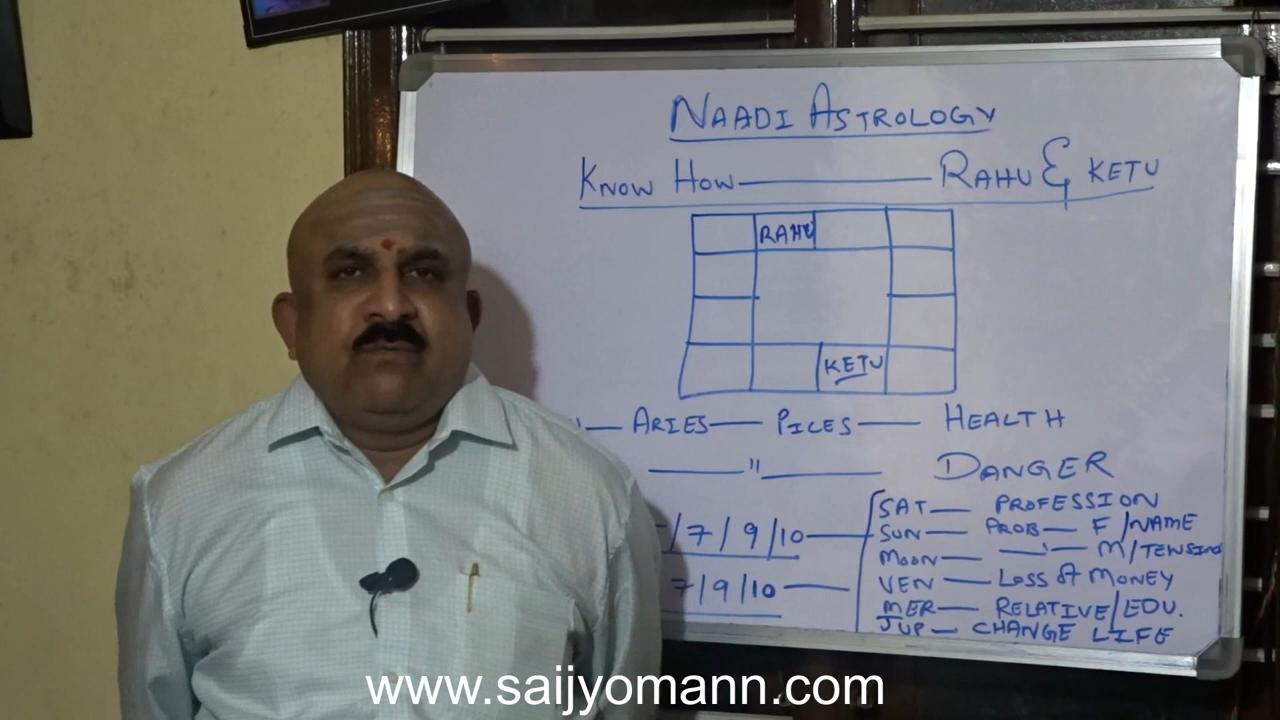 NAADI ASTROLOGY
KNOW HOW ——— RAHU & KETU
RAHU
KETU
"— ARIES — PICES — HEALTH
——— " ——— DANGER
/7/9/10 —
7/9/10 —
SAT — PROFESSION
SUN — PROB — F/NAME
MOON — " — M/TENSION
VEN — LOSS OF MONEY
MER — RELATIVE/EDU.
JUP — CHANGE LIFE
www.saijyomann.com